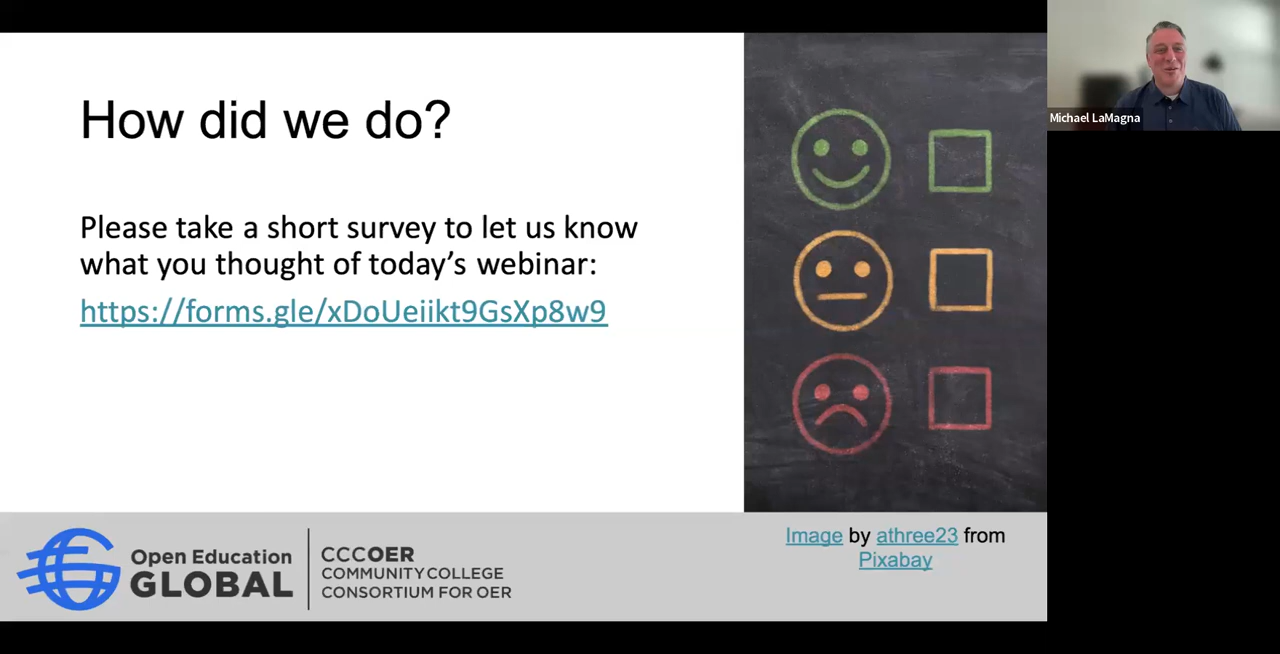 How did we do?
Please take a short survey to let us know
what you thought of today’s webinar:
https://forms.gle/xDoUeiikt9GsXp8w9
Open Education
GLOBAL
CCCOER
COMMUNITY COLLEGE
CONSORTIUM FOR OER
Image by athree23 from
Pixabay
Michael LaMagna